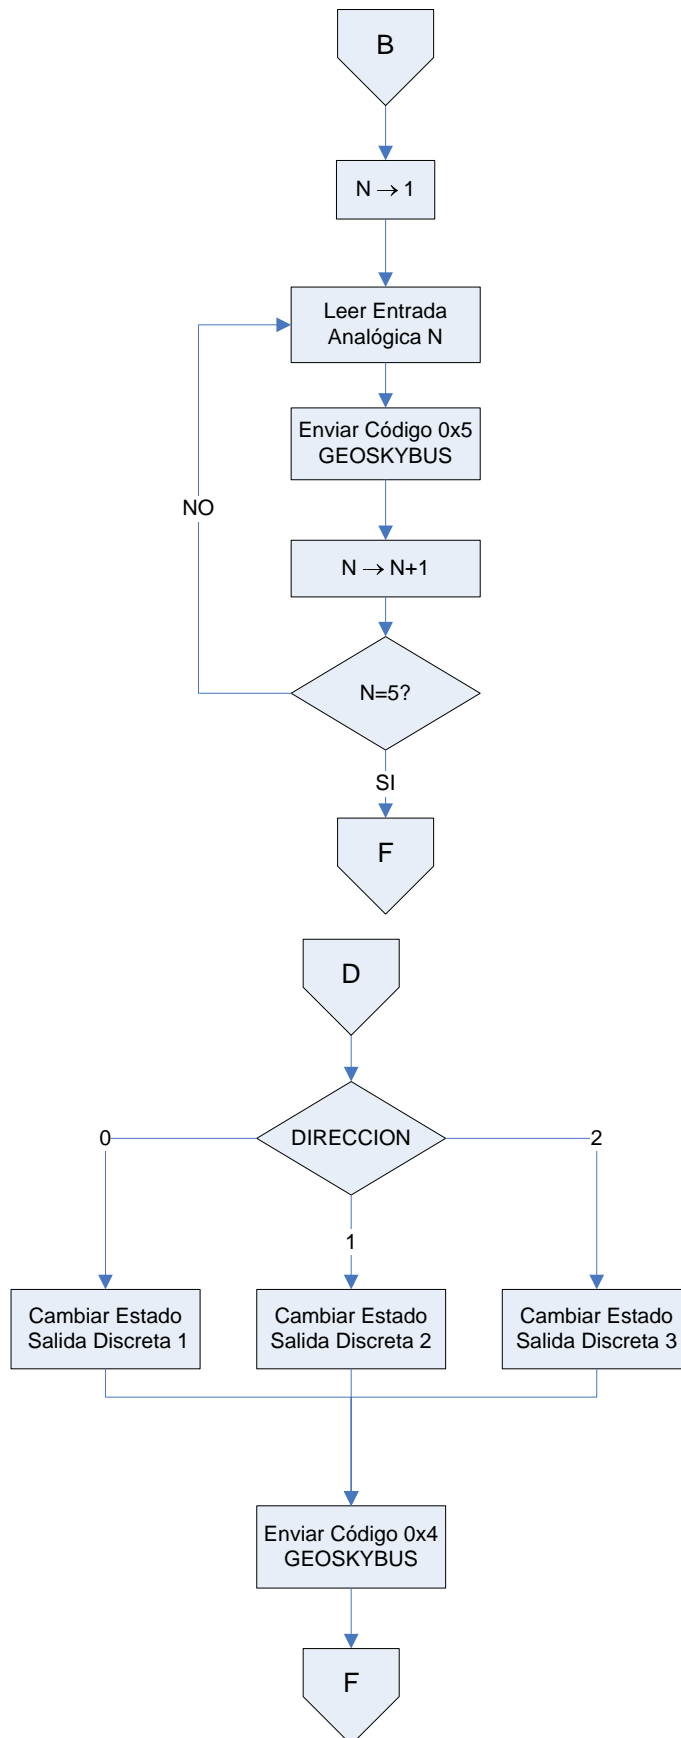 B
N → 1
Leer Entrada
Analógica N
Enviar Código 0x5
GEOSKYBUS
NO
N → N+1
N=5?
SI
F
D
0
DIRECCION
2
1
Cambiar Estado
Salida Discreta 1
Cambiar Estado
Salida Discreta 2
Cambiar Estado
Salida Discreta 3
Enviar Código 0x4
GEOSKYBUS
F